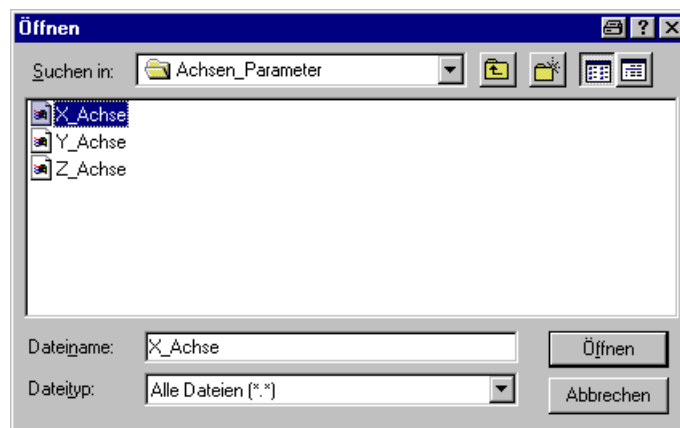 Öffnen
Suchen in: Achsen_Parameter
X_Achse
Y_Achse
Z_Achse
Dateiname: X_Achse Öffnen
Dateityp: Alle Dateien (*.*) Abbrechen